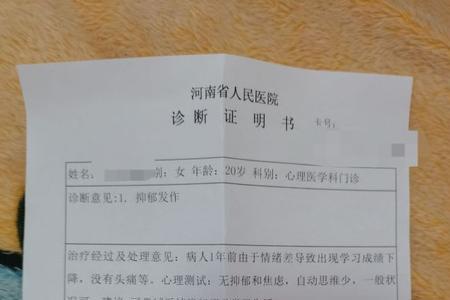 河南省人民医院
诊断证明书
卡号:
姓名: 别: 女 年龄: 20岁 科别: 心理医学科门诊
诊断意见:1. 抑郁发作
治疗经过及处理意见: 病人1年前由于情绪差导致出现学习成绩下
降, 没有头痛等。心理测试: 无抑郁和焦虑, 自动思维少, 一般状